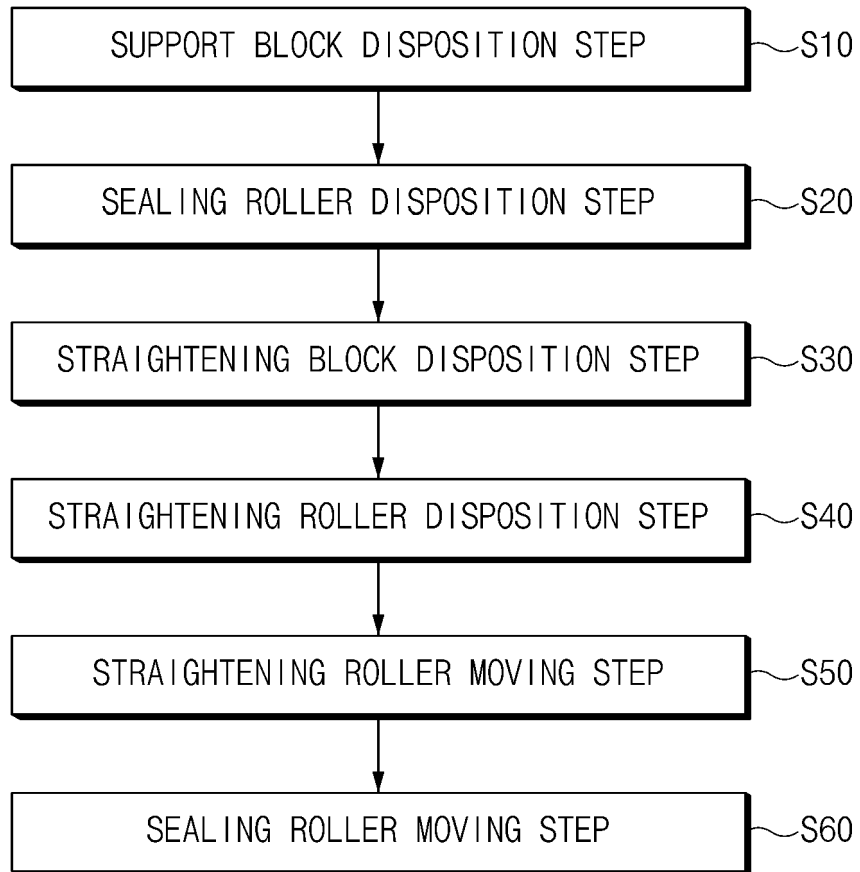 SUPPORT BLOCK DISPOSITION STEP S10
SEALING ROLLER DISPOSITION STEP S20
STRAIGHTENING BLOCK DISPOSITION STEP S30
STRAIGHTENING ROLLER DISPOSITION STEP S40
STRAIGHTENING ROLLER MOVING STEP S50
SEALING ROLLER MOVING STEP S60